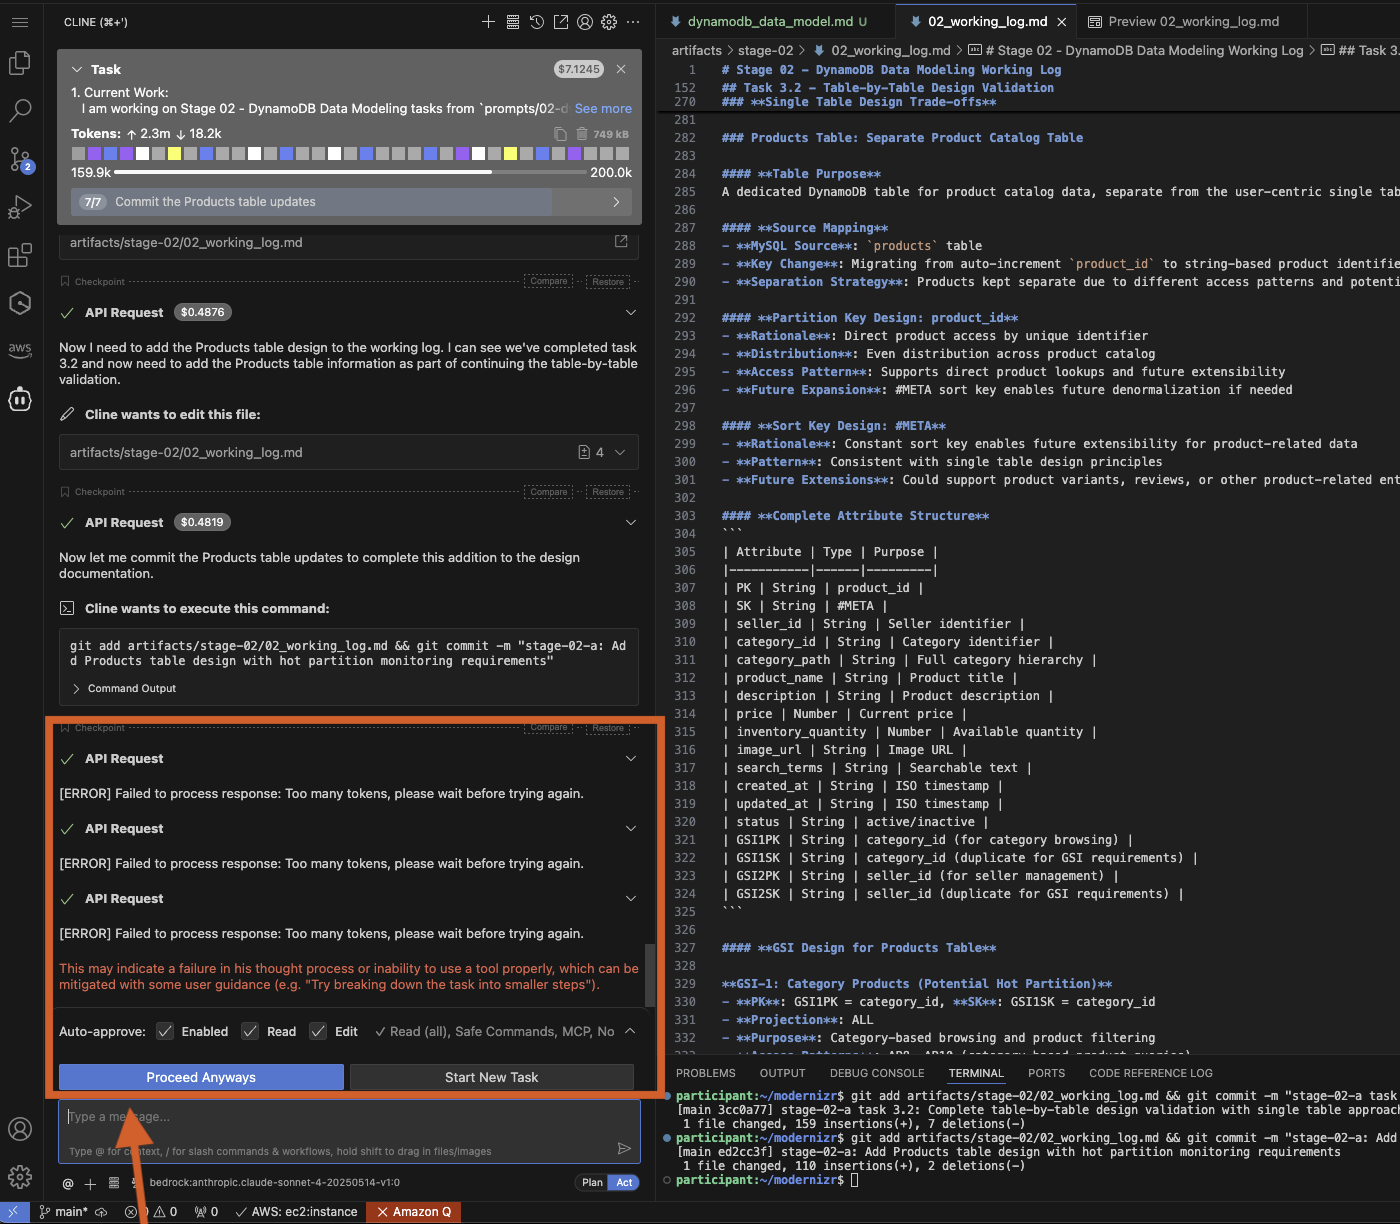 CLINE (⌘+')
Task
$7.1245
1. Current Work:
I am working on Stage 02 - DynamoDB Data Modeling tasks from `prompts/02-d
See more
Tokens: ↑ 2.3m ↓ 18.2k
749 kB
159.9k
200.0k
7/7 Commit the Products table updates
artifacts/stage-02/02_working_log.md
Checkpoint
Compare
Restore
API Request
$0.4876
Now I need to add the Products table design to the working log. I can see we've completed task
3.2 and now need to add the Products table information as part of continuing the table-by-table
validation.
Cline wants to edit this file:
artifacts/stage-02/02_working_log.md
4
Checkpoint
Compare
Restore
API Request
$0.4819
Now let me commit the Products table updates to complete this addition to the design
documentation.
Cline wants to execute this command:
git add artifacts/stage-02/02_working_log.md && git commit -m "stage-02-a: Ad
d Products table design with hot partition monitoring requirements"
Command Output
Checkpoint
Compare
Restore
API Request
[ERROR] Failed to process response: Too many tokens, please wait before trying again.
API Request
[ERROR] Failed to process response: Too many tokens, please wait before trying again.
API Request
[ERROR] Failed to process response: Too many tokens, please wait before trying again.
This may indicate a failure in his thought process or inability to use a tool properly, which can be
mitigated with some user guidance (e.g. "Try breaking down the task into smaller steps").
Auto-approve: Enabled Read Edit Read (all), Safe Commands, MCP, No
Proceed Anyways
Start New Task
Type a message...
Type @ for context, / for slash commands & workflows, hold shift to drag in files/images
@ + bedrock:anthropic.claude-sonnet-4-20250514-v1:0
Plan Act
2
aws
dynamodb_data_model.md U
02_working_log.md
Preview 02_working_log.md
artifacts > stage-02 > 02_working_log.md > # Stage 02 - DynamoDB Data Modeling Working Log > ## Task 3.
1 # Stage 02 - DynamoDB Data Modeling Working Log
152 ## Task 3.2 - Table-by-Table Design Validation
270 ### **Single Table Design Trade-offs**
281
282 ### Products Table: Separate Product Catalog Table
283
284 #### **Table Purpose**
285 A dedicated DynamoDB table for product catalog data, separate from the user-centric single tab
286
287 #### **Source Mapping**
288 - **MySQL Source**: `products` table
289 - **Key Change**: Migrating from auto-increment `product_id` to string-based product identifie
290 - **Separation Strategy**: Products kept separate due to different access patterns and potenti
291
292 #### **Partition Key Design: product_id**
293 - **Rationale**: Direct product access by unique identifier
294 - **Distribution**: Even distribution across product catalog
295 - **Access Pattern**: Supports direct product lookups and future extensibility
296 - **Future Expansion**: #META sort key enables future denormalization if needed
297
298 #### **Sort Key Design: #META**
299 - **Rationale**: Constant sort key enables future extensibility for product-related data
300 - **Pattern**: Consistent with single table design principles
301 - **Future Extensions**: Could support product variants, reviews, or other product-related ent
302
303 #### **Complete Attribute Structure**
304 ```
305 | Attribute | Type | Purpose |
306 |-----------|------|---------|
307 | PK | String | product_id |
308 | SK | String | #META |
309 | seller_id | String | Seller identifier |
310 | category_id | String | Category identifier |
311 | category_path | String | Full category hierarchy |
312 | product_name | String | Product title |
313 | description | String | Product description |
314 | price | Number | Current price |
315 | inventory_quantity | Number | Available quantity |
316 | image_url | String | Image URL |
317 | search_terms | String | Searchable text |
318 | created_at | String | ISO timestamp |
319 | updated_at | String | ISO timestamp |
320 | status | String | active/inactive |
321 | GSI1PK | String | category_id (for category browsing) |
322 | GSI1SK | String | category_id (duplicate for GSI requirements) |
323 | GSI2PK | String | seller_id (for seller management) |
324 | GSI2SK | String | seller_id (duplicate for GSI requirements) |
325 ```
326
327 #### **GSI Design for Products Table**
328
329 **GSI-1: Category Products (Potential Hot Partition)**
330 - **PK**: GSI1PK = category_id, **SK**: GSI1SK = category_id
331 - **Projection**: ALL
332 - **Purpose**: Category-based browsing and product filtering
PROBLEMS OUTPUT DEBUG CONSOLE TERMINAL PORTS CODE REFERENCE LOG
participant:~/modernizr$ git add artifacts/stage-02/02_working_log.md && git commit -m "stage-02-a task
[main 3cc0a77] stage-02-a task 3.2: Complete table-by-table design validation with single table approac
1 file changed, 159 insertions(+), 7 deletions(-)
participant:~/modernizr$ git add artifacts/stage-02/02_working_log.md && git commit -m "stage-02-a: Add
[main ed2cc3f] stage-02-a: Add Products table design with hot partition monitoring requirements
1 file changed, 110 insertions(+), 2 deletions(-)
participant:~/modernizr$
main* 0 0 AWS: ec2:instance Amazon Q